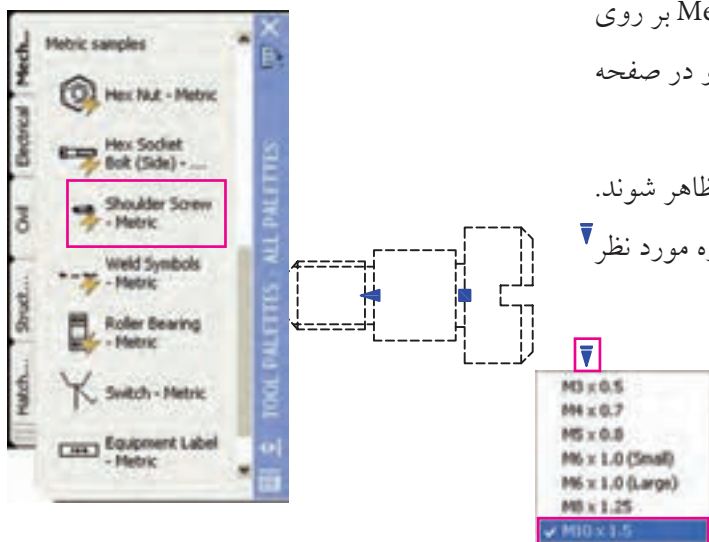 Me بر روی
و در صفحه
ظاهر شوند.
ه مورد نظر
Metric samples
Hex Nut - Metric
Hex Socket
Bolt (Side) - ...
Shoulder Screw
- Metric
Weld Symbols
- Metric
Roller Bearing
- Metric
Switch - Metric
Equipment Label
- Metric
Mech...
Electrical
Civil
Struct...
Hatch...
TOOL PALETTES - ALL PALETTES
M3 x 0.5
M4 x 0.7
M5 x 0.8
M6 x 1.0 (Small)
M6 x 1.0 (Large)
M8 x 1.25
M10 x 1.5